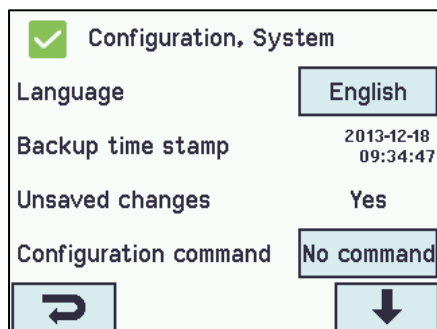 Configuration, System
Language English
Backup time stamp 2013-12-18
09:34:47
Unsaved changes Yes
Configuration command No command